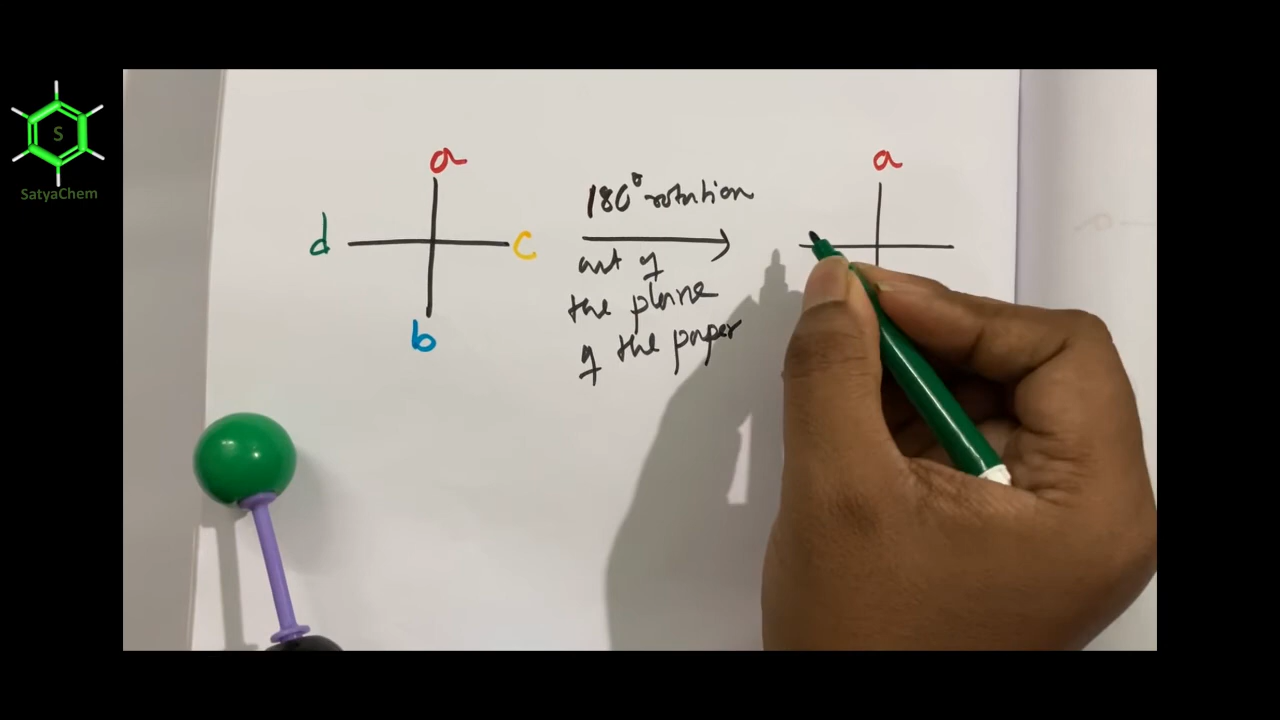 S
SatyaChem
a
d
c
b
180° rotation
out of
the plane
of the paper
a